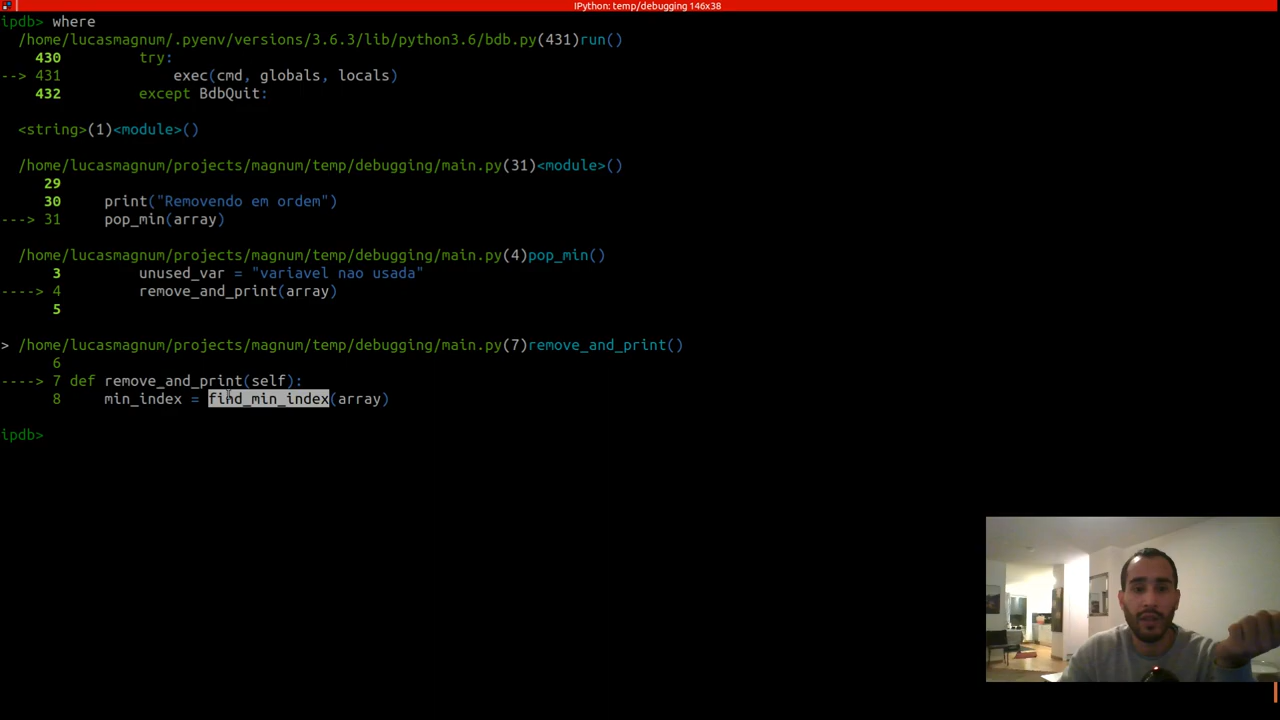 IPython: temp/debugging 146x38
ipdb> where
/home/lucasmagnum/.pyenv/versions/3.6.3/lib/python3.6/bdb.py(431)run()
430 try:
--> 431 exec(cmd, globals, locals)
432 except BdbQuit:
<string>(1)<module>()
/home/lucasmagnum/projects/magnum/temp/debugging/main.py(31)<module>()
29
30 print("Removendo em ordem")
---> 31 pop_min(array)
/home/lucasmagnum/projects/magnum/temp/debugging/main.py(4)pop_min()
3 unused_var = "variavel nao usada"
----> 4 remove_and_print(array)
5
> /home/lucasmagnum/projects/magnum/temp/debugging/main.py(7)remove_and_print()
6
----> 7 def remove_and_print(self):
8 min_index = find_min_index(array)
ipdb>